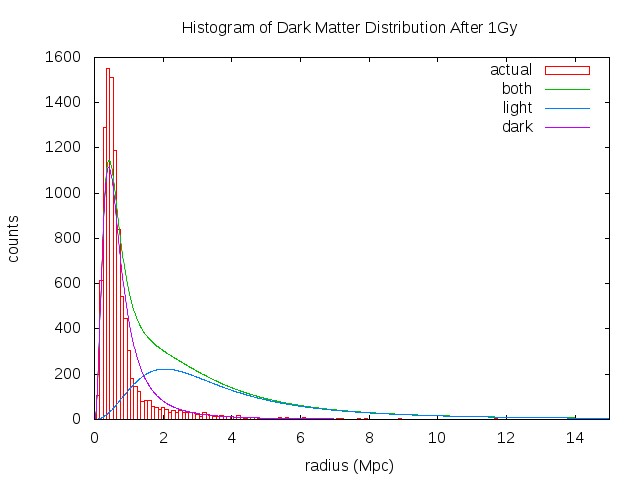 Histogram of Dark Matter Distribution After 1Gy
1600
1400
1200
1000
800
600
400
200
0
counts
actual
both
light
dark
0 2 4 6 8 10 12 14
radius (Mpc)